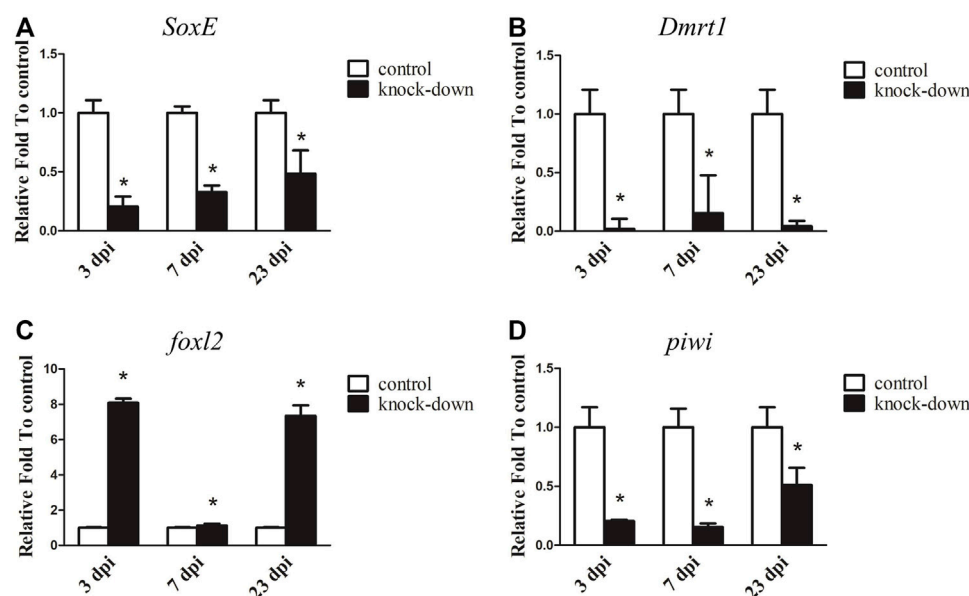 A
SoxE
Relative Fold To control
1.5
1.0
0.5
0.0
*
*
*
3 dpi
7 dpi
23 dpi
control
knock-down
B
Dmrt1
Relative Fold To control
1.5
1.0
0.5
0.0
*
*
*
3 dpi
7 dpi
23 dpi
control
knock-down
C
foxl2
Relative Fold To control
10
8
6
4
2
0
*
*
*
3 dpi
7 dpi
23 dpi
control
knock-down
D
piwi
Relative Fold To control
1.5
1.0
0.5
0.0
*
*
*
3 dpi
7 dpi
23 dpi
control
knock-down